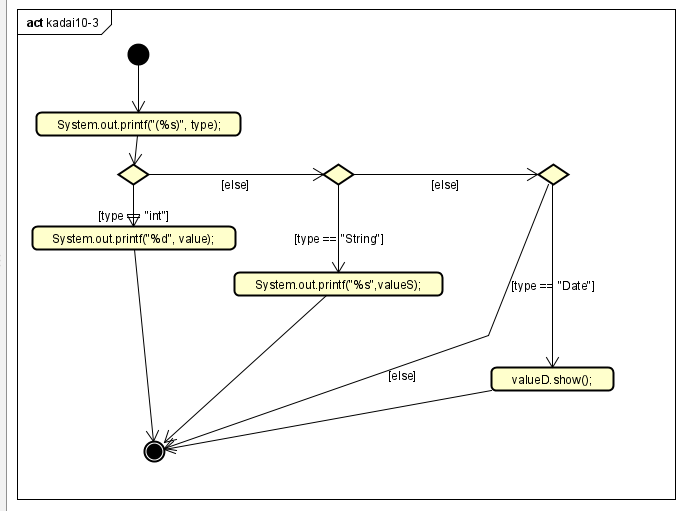 act kadai10-3
System.out.printf("(%s)", type);
[else]
[else]
[type == "int"]
System.out.printf("%d", value);
[type == "String"]
System.out.printf("%s",valueS);
[type == "Date"]
[else]
valueD.show();